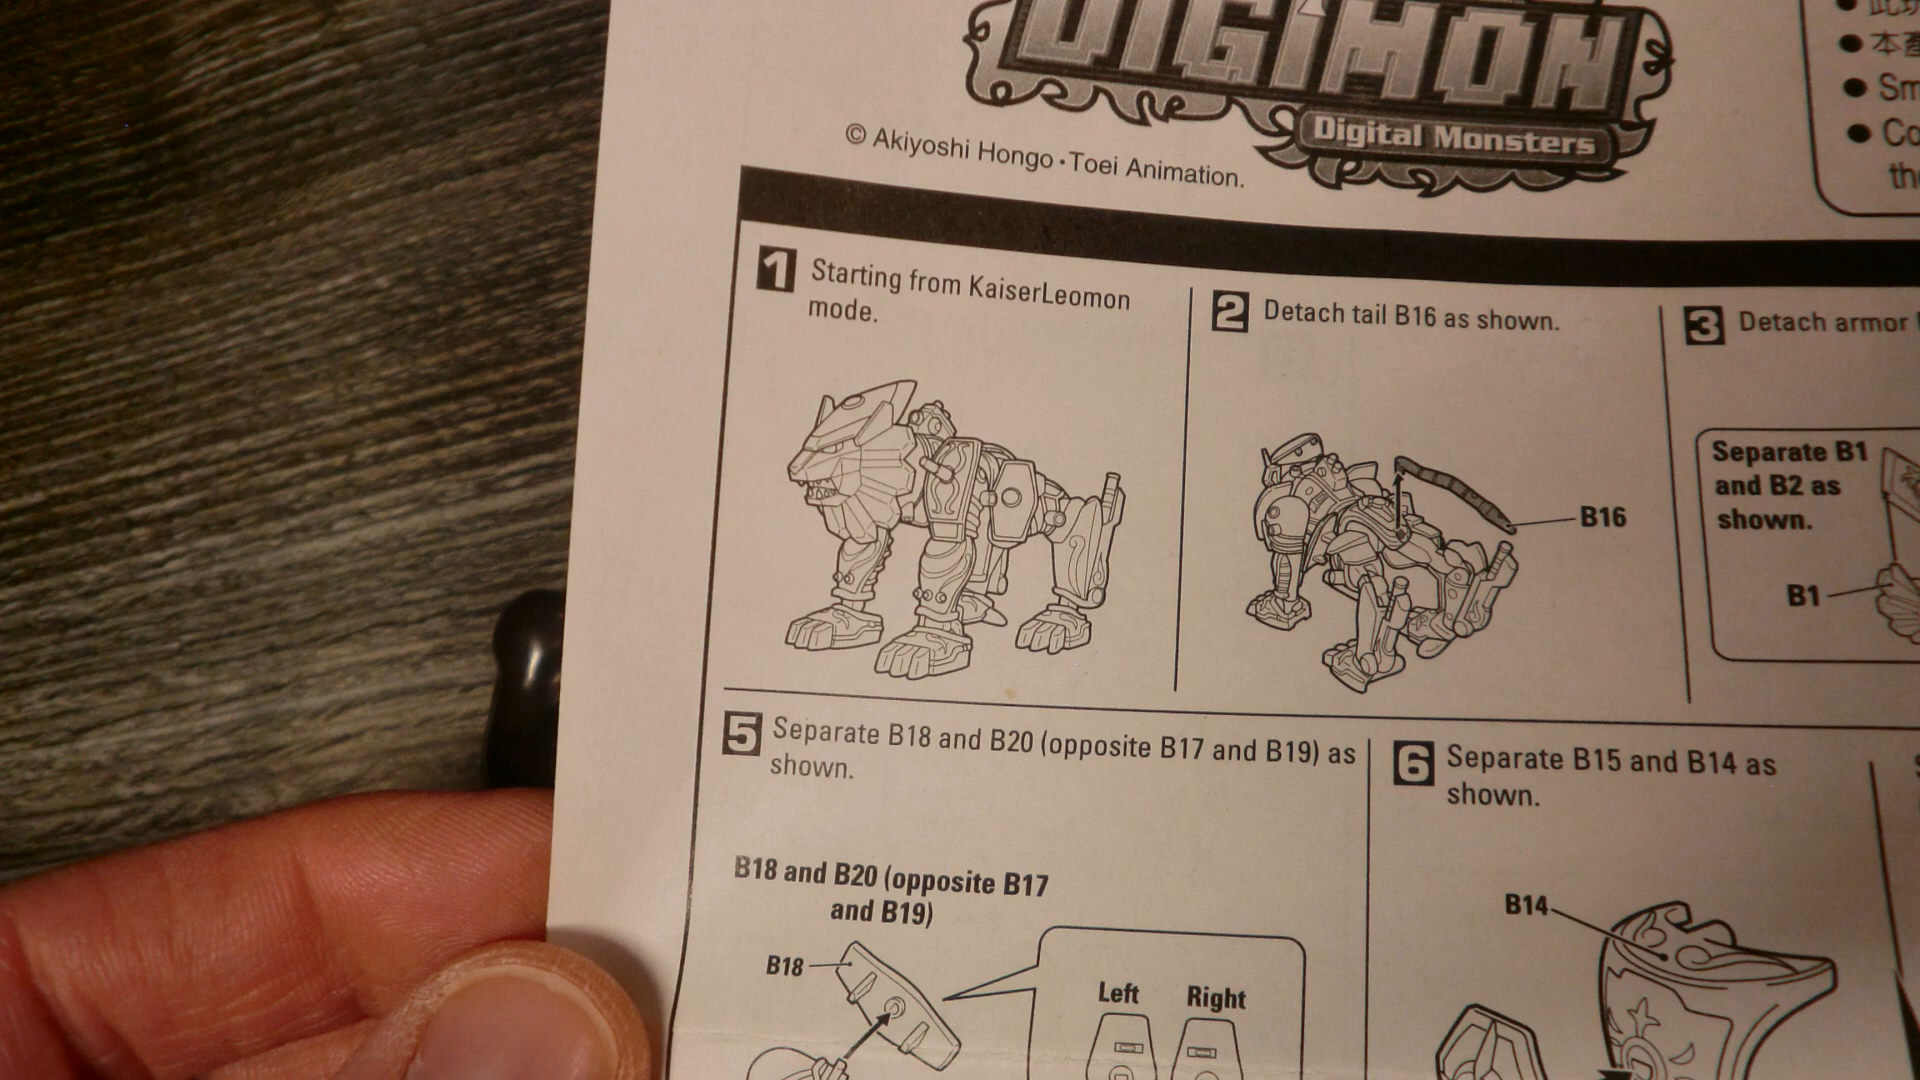 DIGIMON
Digital Monsters
© Akiyoshi Hongo・Toei Animation.
● 本
● Sm
● Co
the
1 Starting from KaiserLeomon
mode.
2 Detach tail B16 as shown.
B16
3 Detach armor
Separate B1
and B2 as
shown.
B1
5 Separate B18 and B20 (opposite B17 and B19) as
shown.
B18 and B20 (opposite B17
and B19)
B18
Left Right
6 Separate B15 and B14 as
shown.
B14